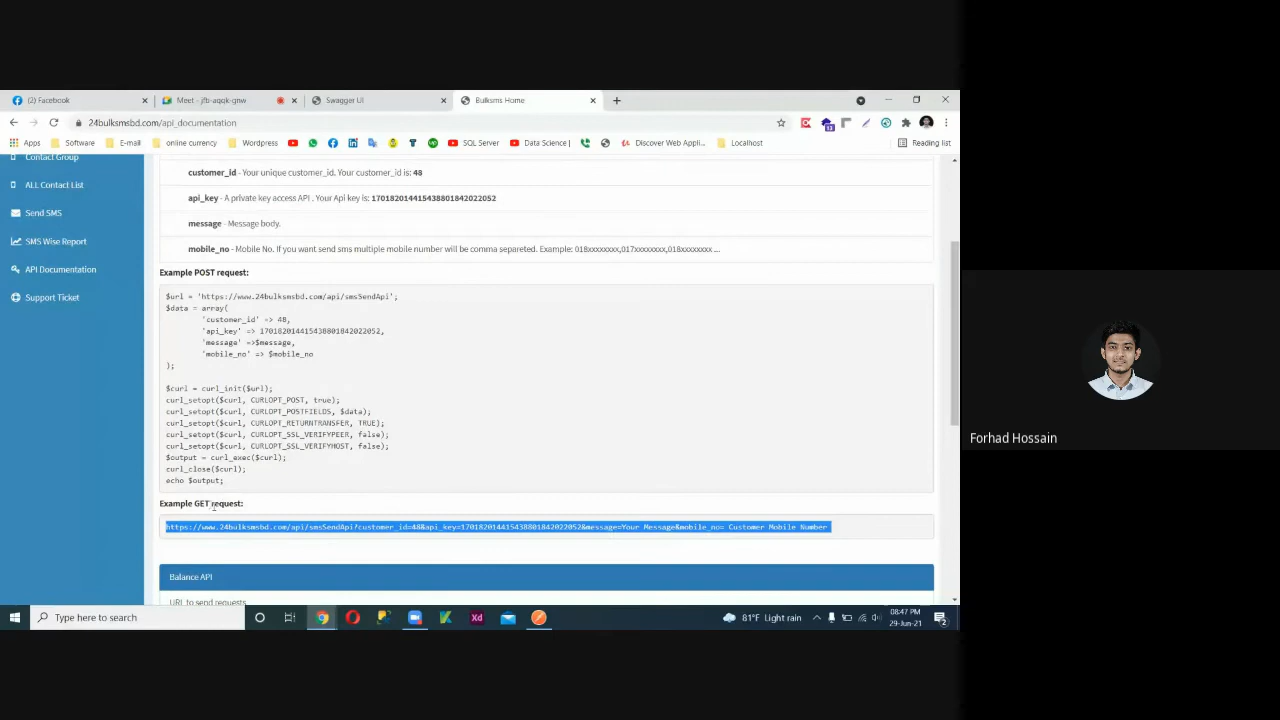 (2) Facebook
Meet - jfb-aqqk-gnw
Swagger UI
Bulksms Home
24bulksmsbd.com/api_documentation
Apps
Software
E-mail
online currency
Wordpress
SQL Server
Data Science |
Discover Web Appli...
Localhost
Reading list
Contact Group
ALL Contact List
Send SMS
SMS Wise Report
API Documentation
Support Ticket
customer_id - Your unique customer_id. Your customer_id is: 48
api_key - A private key access API . Your Api key is: 17018201441543880184202205​2
message - Message body.
mobile_no - Mobile No. If you want send sms multiple mobile number will be comma separeted. Example: 018xxxxxxxx,017xxxxxxxx,018xxxxxxxx ...
Example POST request:
$url = 'https://www.24bulksmsbd.com/api/smsSendApi';
$data = array(
'customer_id' => 48,
'api_key' => 170182014415438801842022052,
'message' =>$message,
'mobile_no' => $mobile_no
);
$curl = curl_init($url);
curl_setopt($curl, CURLOPT_POST, true);
curl_setopt($curl, CURLOPT_POSTFIELDS, $data);
curl_setopt($curl, CURLOPT_RETURNTRANSFER, TRUE);
curl_setopt($curl, CURLOPT_SSL_VERIFYPEER, false);
curl_setopt($curl, CURLOPT_SSL_VERIFYHOST, false);
$output = curl_exec($curl);
curl_close($curl);
echo $output;
Example GET request:
https://www.24bulksmsbd.com/api/smsSendApi?customer_id=48&api_key=170182014415438801842022052&message=Your Message&mobile_no= Customer Mobile Number
Balance API
URL to send requests
Type here to search
81°F Light rain
08:47 PM
29-Jun-21
Forhad Hossain